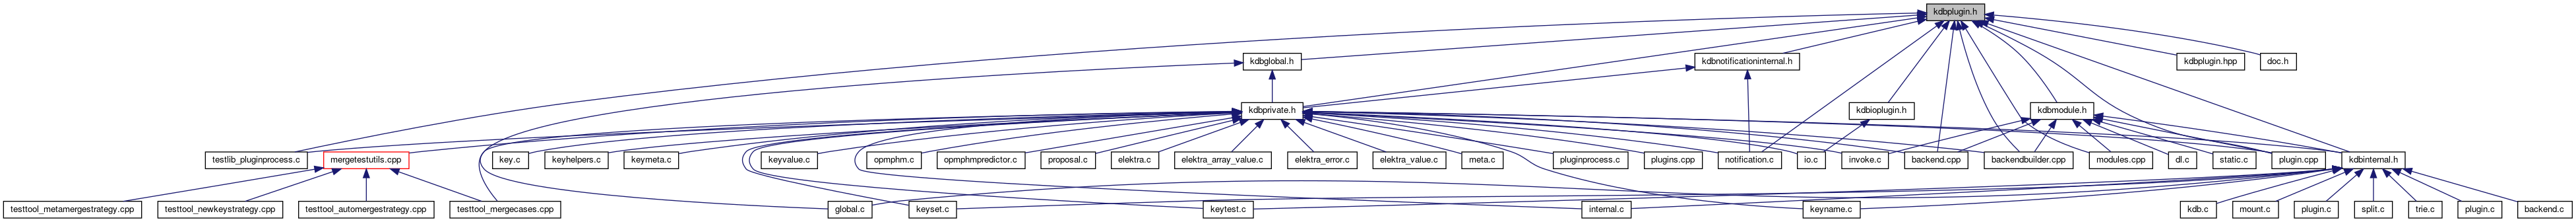 kdbplugin.h
kdbglobal.h
kdbnotificationinternal.h
kdbplugin.hpp
doc.h
kdbprivate.h
kdbioplugin.h
kdbmodule.h
testlib_pluginprocess.c
mergetestutils.cpp
key.c
keyhelpers.c
keymeta.c
keyvalue.c
opmphm.c
opmphmpredictor.c
proposal.c
elektra.c
elektra_array_value.c
elektra_error.c
elektra_value.c
meta.c
pluginprocess.c
plugins.cpp
notification.c
io.c
invoke.c
backend.cpp
backendbuilder.cpp
modules.cpp
dl.c
static.c
plugin.cpp
kdbinternal.h
testtool_metamergestrategy.cpp
testtool_newkeystrategy.cpp
testtool_automergestrategy.cpp
testtool_mergecases.cpp
global.c
keyset.c
keytest.c
internal.c
keyname.c
kdb.c
mount.c
plugin.c
split.c
trie.c
plugin.c
backend.c